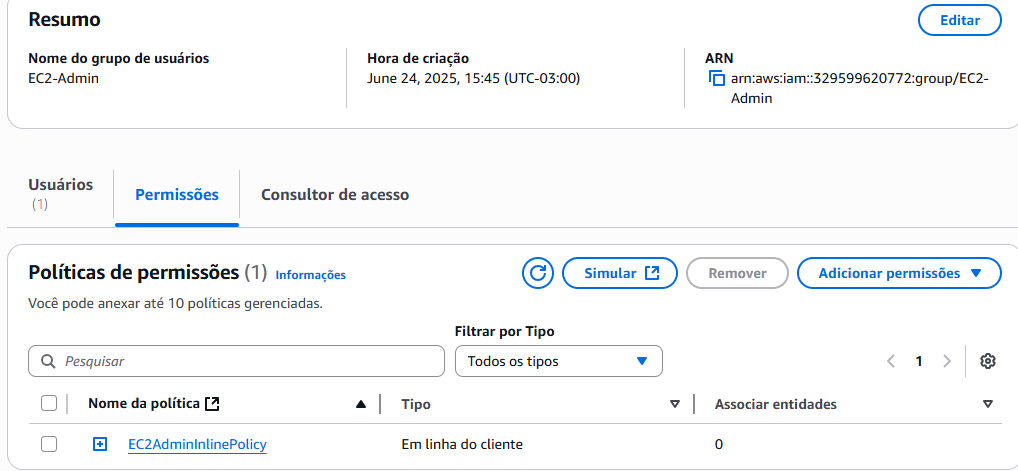 Resumo
Editar
Nome do grupo de usuários
EC2-Admin
Hora de criação
June 24, 2025, 15:45 (UTC-03:00)
ARN
arn:aws:iam::329599620772:group/EC2-
Admin
Usuários
(1)
Permissões
Consultor de acesso
Políticas de permissões (1) Informações
Simular
Remover
Adicionar permissões
Você pode anexar até 10 políticas gerenciadas.
Filtrar por Tipo
Pesquisar
Todos os tipos
1
Nome da política
Tipo
Associar entidades
EC2AdminInlinePolicy
Em linha do cliente
0